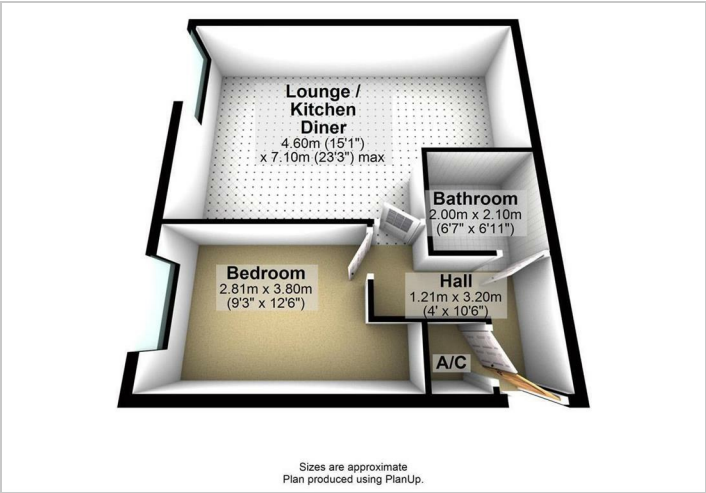 Lounge /
Kitchen
Diner
4.60m (15'1")
x 7.10m (23'3") max
Bathroom
2.00m x 2.10m
(6'7" x 6'11")
Bedroom
2.81m x 3.80m
(9'3" x 12'6")
Hall
1.21m x 3.20m
(4' x 10'6")
A/C
Sizes are approximate
Plan produced using PlanUp.